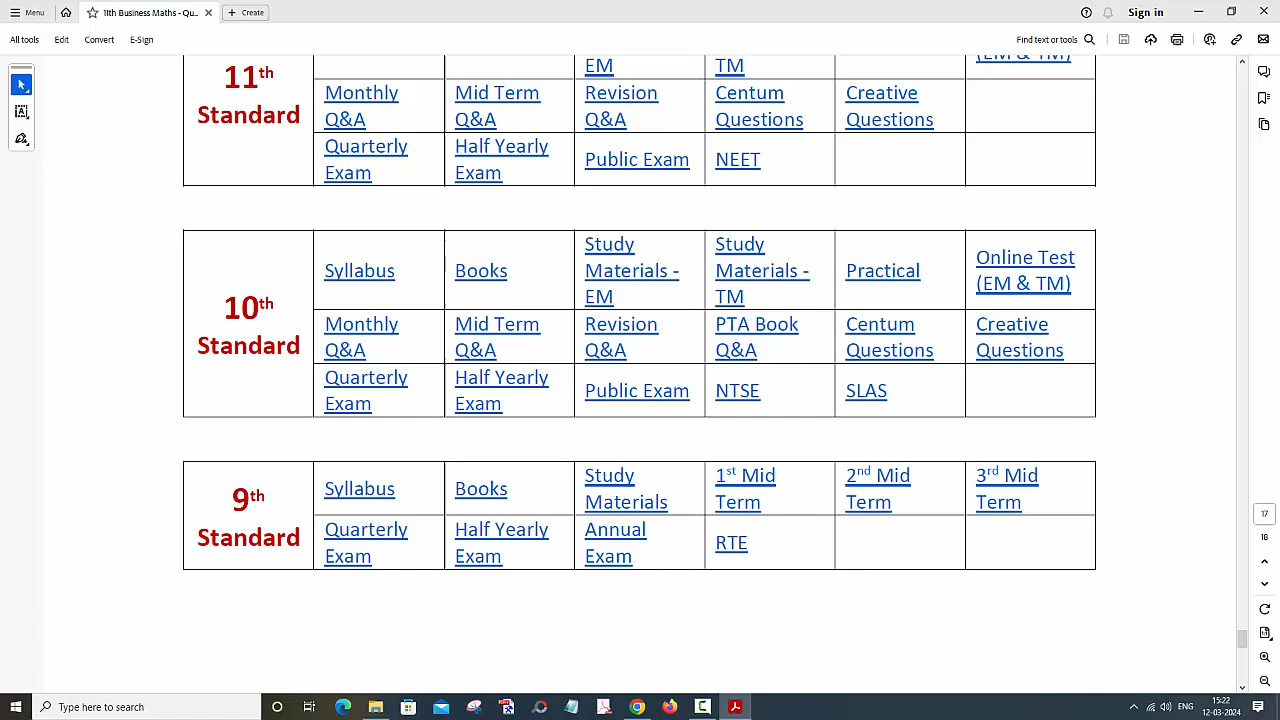 Menu
11th Business Maths - Qu...
+ Create
Sign in
All tools
Edit
Convert
E-Sign
Find text or tools
11th
Standard
EM
TM
(EM & TM)
Monthly
Q&A
Mid Term
Q&A
Revision
Q&A
Centum
Questions
Creative
Questions
Quarterly
Exam
Half Yearly
Exam
Public Exam
NEET
10th
Standard
Syllabus
Books
Study
Materials -
EM
Study
Materials -
TM
Practical
Online Test
(EM & TM)
Monthly
Q&A
Mid Term
Q&A
Revision
Q&A
PTA Book
Q&A
Centum
Questions
Creative
Questions
Quarterly
Exam
Half Yearly
Exam
Public Exam
NTSE
SLAS
9th
Standard
Syllabus
Books
Study
Materials
1st Mid
Term
2nd Mid
Term
3rd Mid
Term
Quarterly
Exam
Half Yearly
Exam
Annual
Exam
RTE
17
18
Type here to search
ENG
15:22
12-03-2024